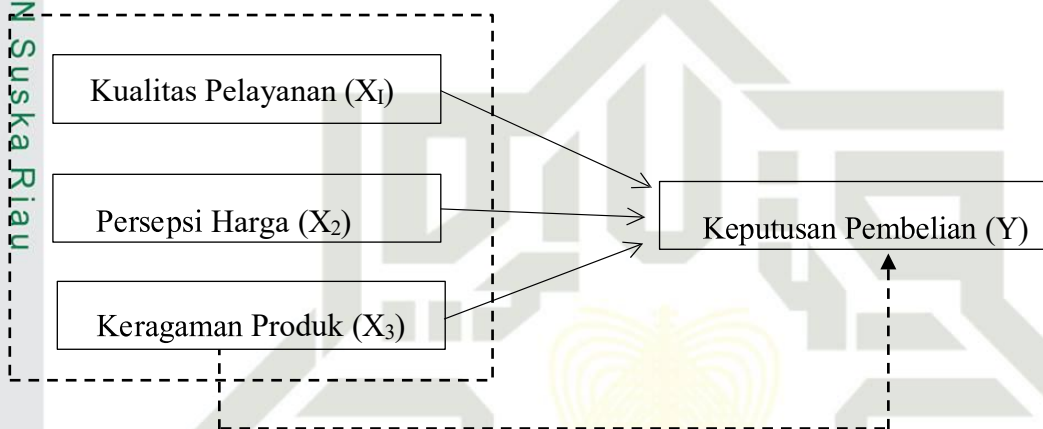 N Suska Riau
Kualitas Pelayanan (XI)
Persepsi Harga (X2)
Keputusan Pembelian (Y)
Keragaman Produk (X3)